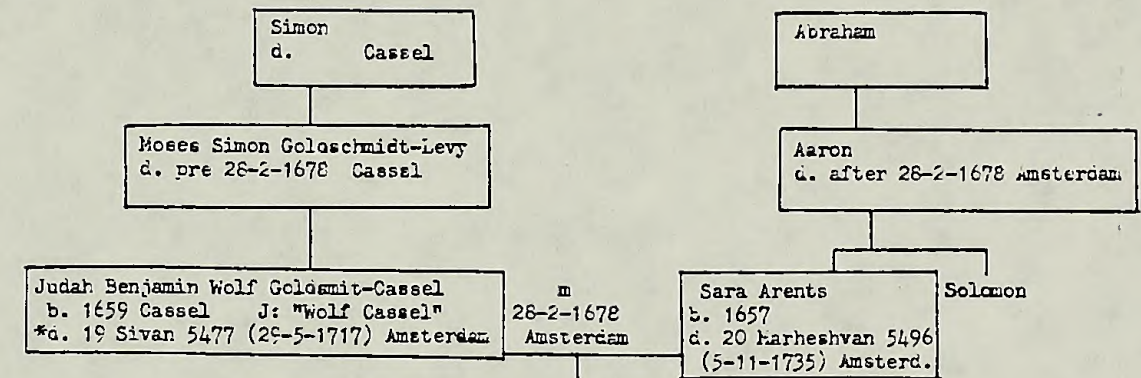 Simon
d. Cassel
Abraham
Moses Simon Goldschmidt-Levy
d. pre 28-2-1678 Cassel
Aaron
d. after 28-2-1678 Amsterdam
Judah Benjamin Wolf Goldsmit-Cassel
b. 1659 Cassel J: "Wolf Cassel"
*d. 19 Sivan 5477 (29-5-1717) Amsterdam
m
28-2-1678
Amsterdam
Sara Arents
b. 1657
d. 20 Marheshvan 5496
(5-11-1735) Amsterd.
Solomon